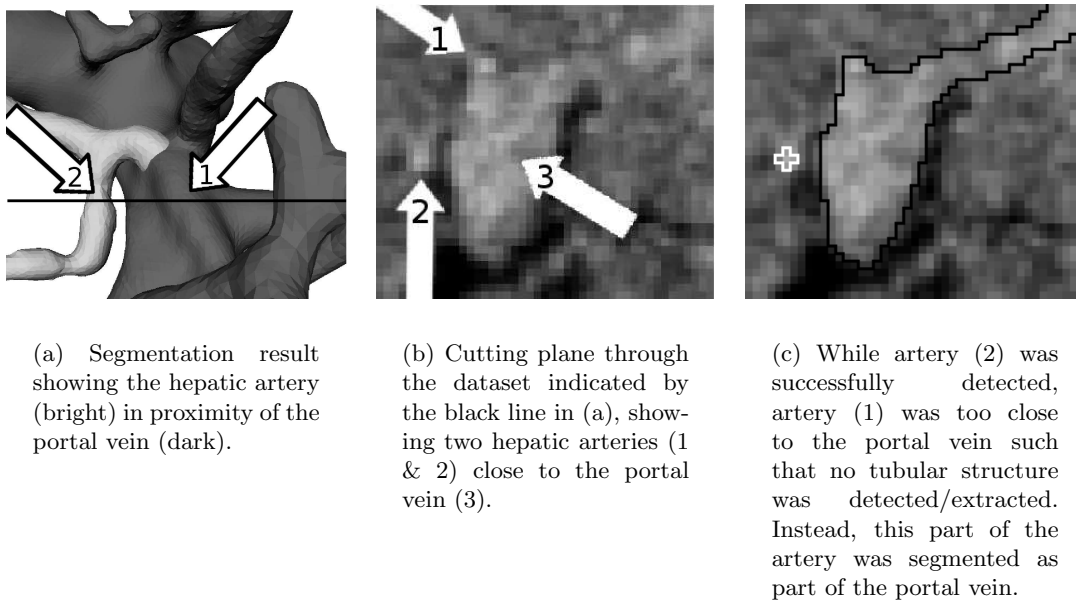 2
1
1
2
3
(a) Segmentation result
showing the hepatic artery
(bright) in proximity of the
portal vein (dark).
(b) Cutting plane through
the dataset indicated by
the black line in (a), show-
ing two hepatic arteries (1
& 2) close to the portal
vein (3).
(c) While artery (2) was
successfully detected,
artery (1) was too close
to the portal vein such
that no tubular structure
was detected/extracted.
Instead, this part of the
artery was segmented as
part of the portal vein.